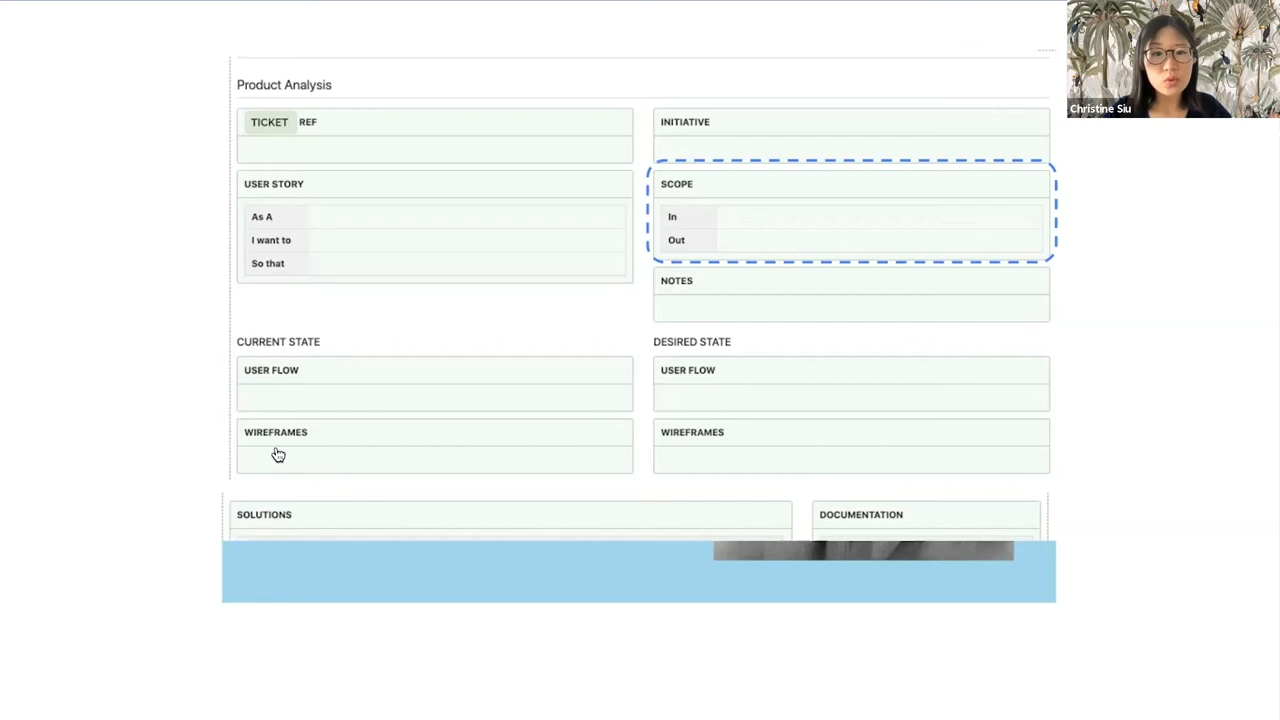 Product Analysis
TICKET REF
INITIATIVE
USER STORY
As A
I want to
So that
SCOPE
In
Out
NOTES
CURRENT STATE
DESIRED STATE
USER FLOW
USER FLOW
WIREFRAMES
WIREFRAMES
SOLUTIONS
DOCUMENTATION
Christine Siu